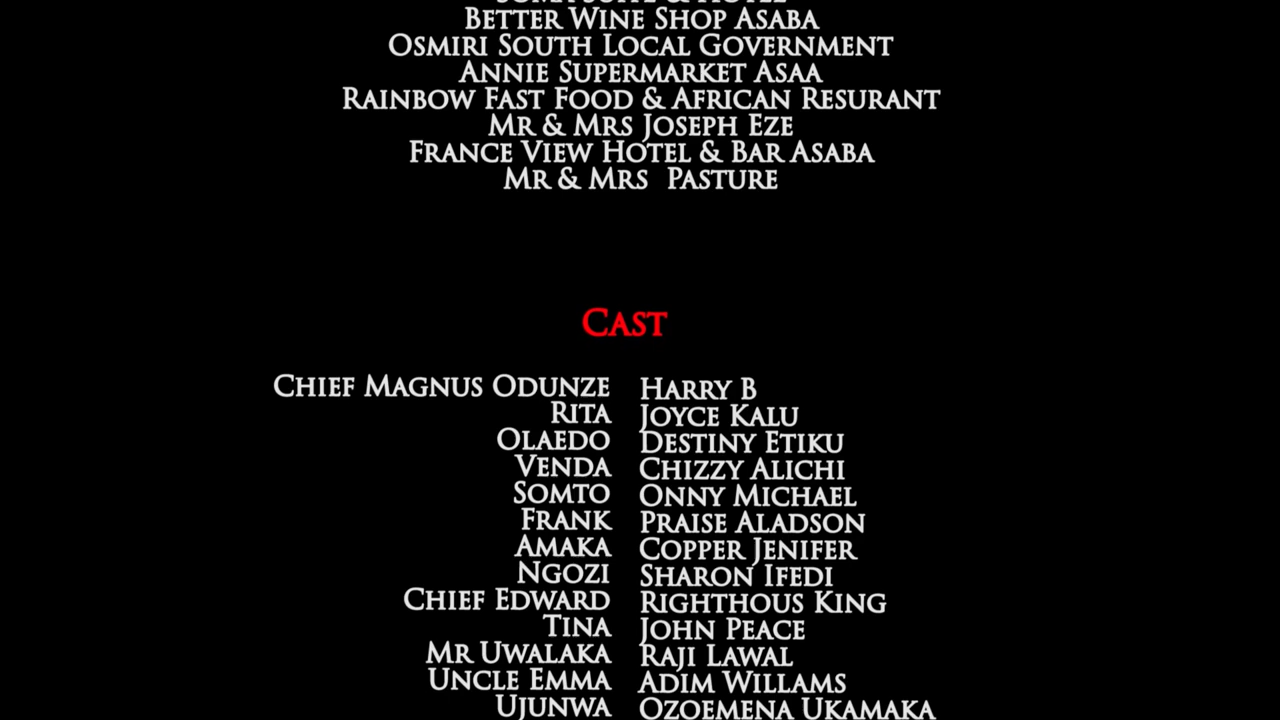 Better Wine Shop Asaba
Osmiri South Local Government
Annie Supermarket Asaa
Rainbow Fast Food & African Resurant
Mr & Mrs Joseph Eze
France View Hotel & Bar Asaba
Mr & Mrs Pasture
Cast
Chief Magnus Odunze Harry B
Rita Joyce Kalu
Olaedo Destiny Etiku
Venda Chizzy Alichi
Somto Onny Michael
Frank Praise Aladson
Amaka Copper Jenifer
Ngozi Sharon Ifedi
Chief Edward Righthous King
Tina John Peace
Mr Uwalaka Raji Lawal
Uncle Emma Adim Willams
Ujunwa Ozoemena Ukamaka